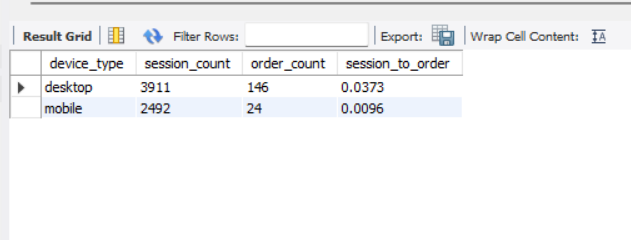 Result Grid Filter Rows: Export: Wrap Cell Content:
device_type session_count order_count session_to_order
desktop 3911 146 0.0373
mobile 2492 24 0.0096